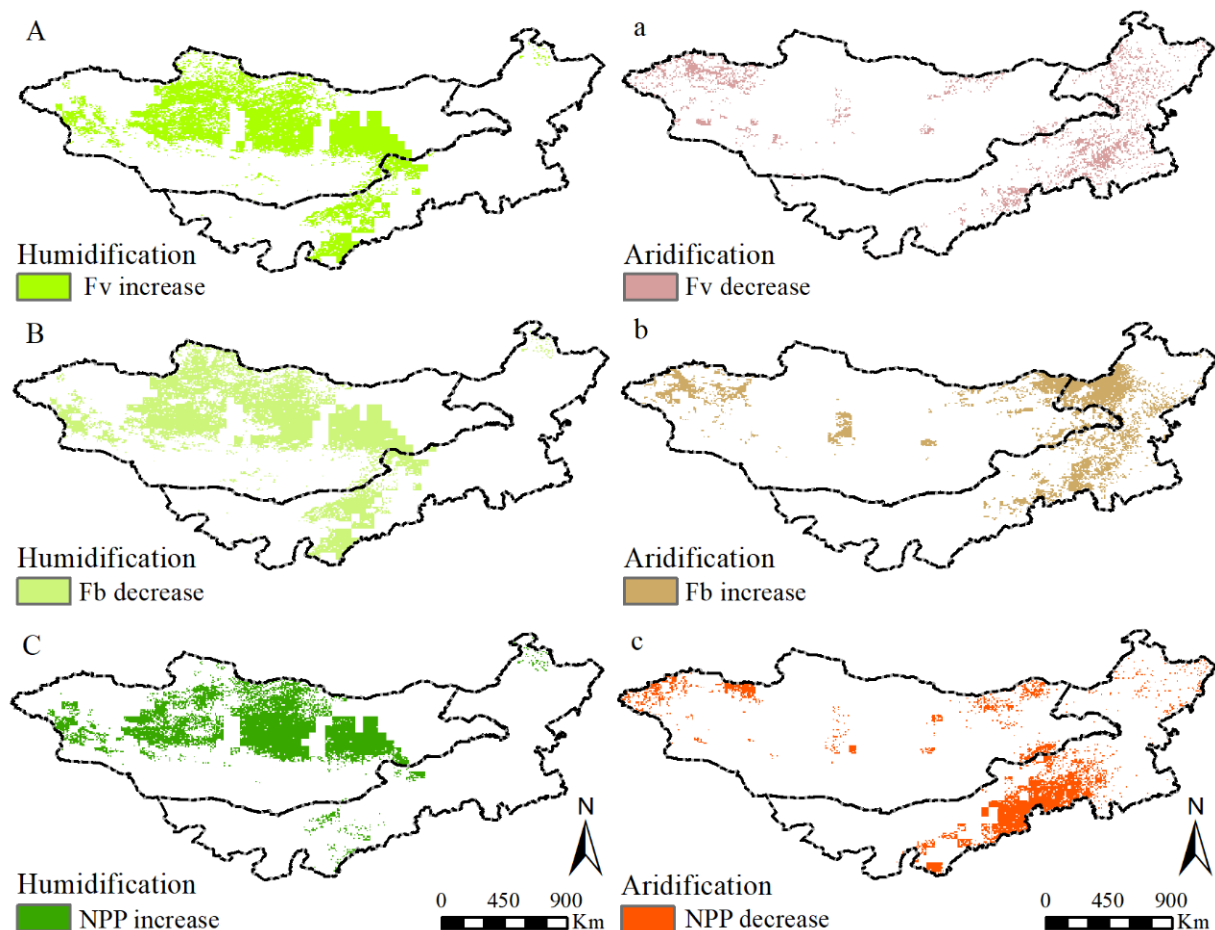 A
Humidification
Fv increase
a
Aridification
Fv decrease
B
Humidification
Fb decrease
b
Aridification
Fb increase
C
N
Humidification
NPP increase
0 450 900
Km
c
N
Aridification
NPP decrease
0 450 900
Km